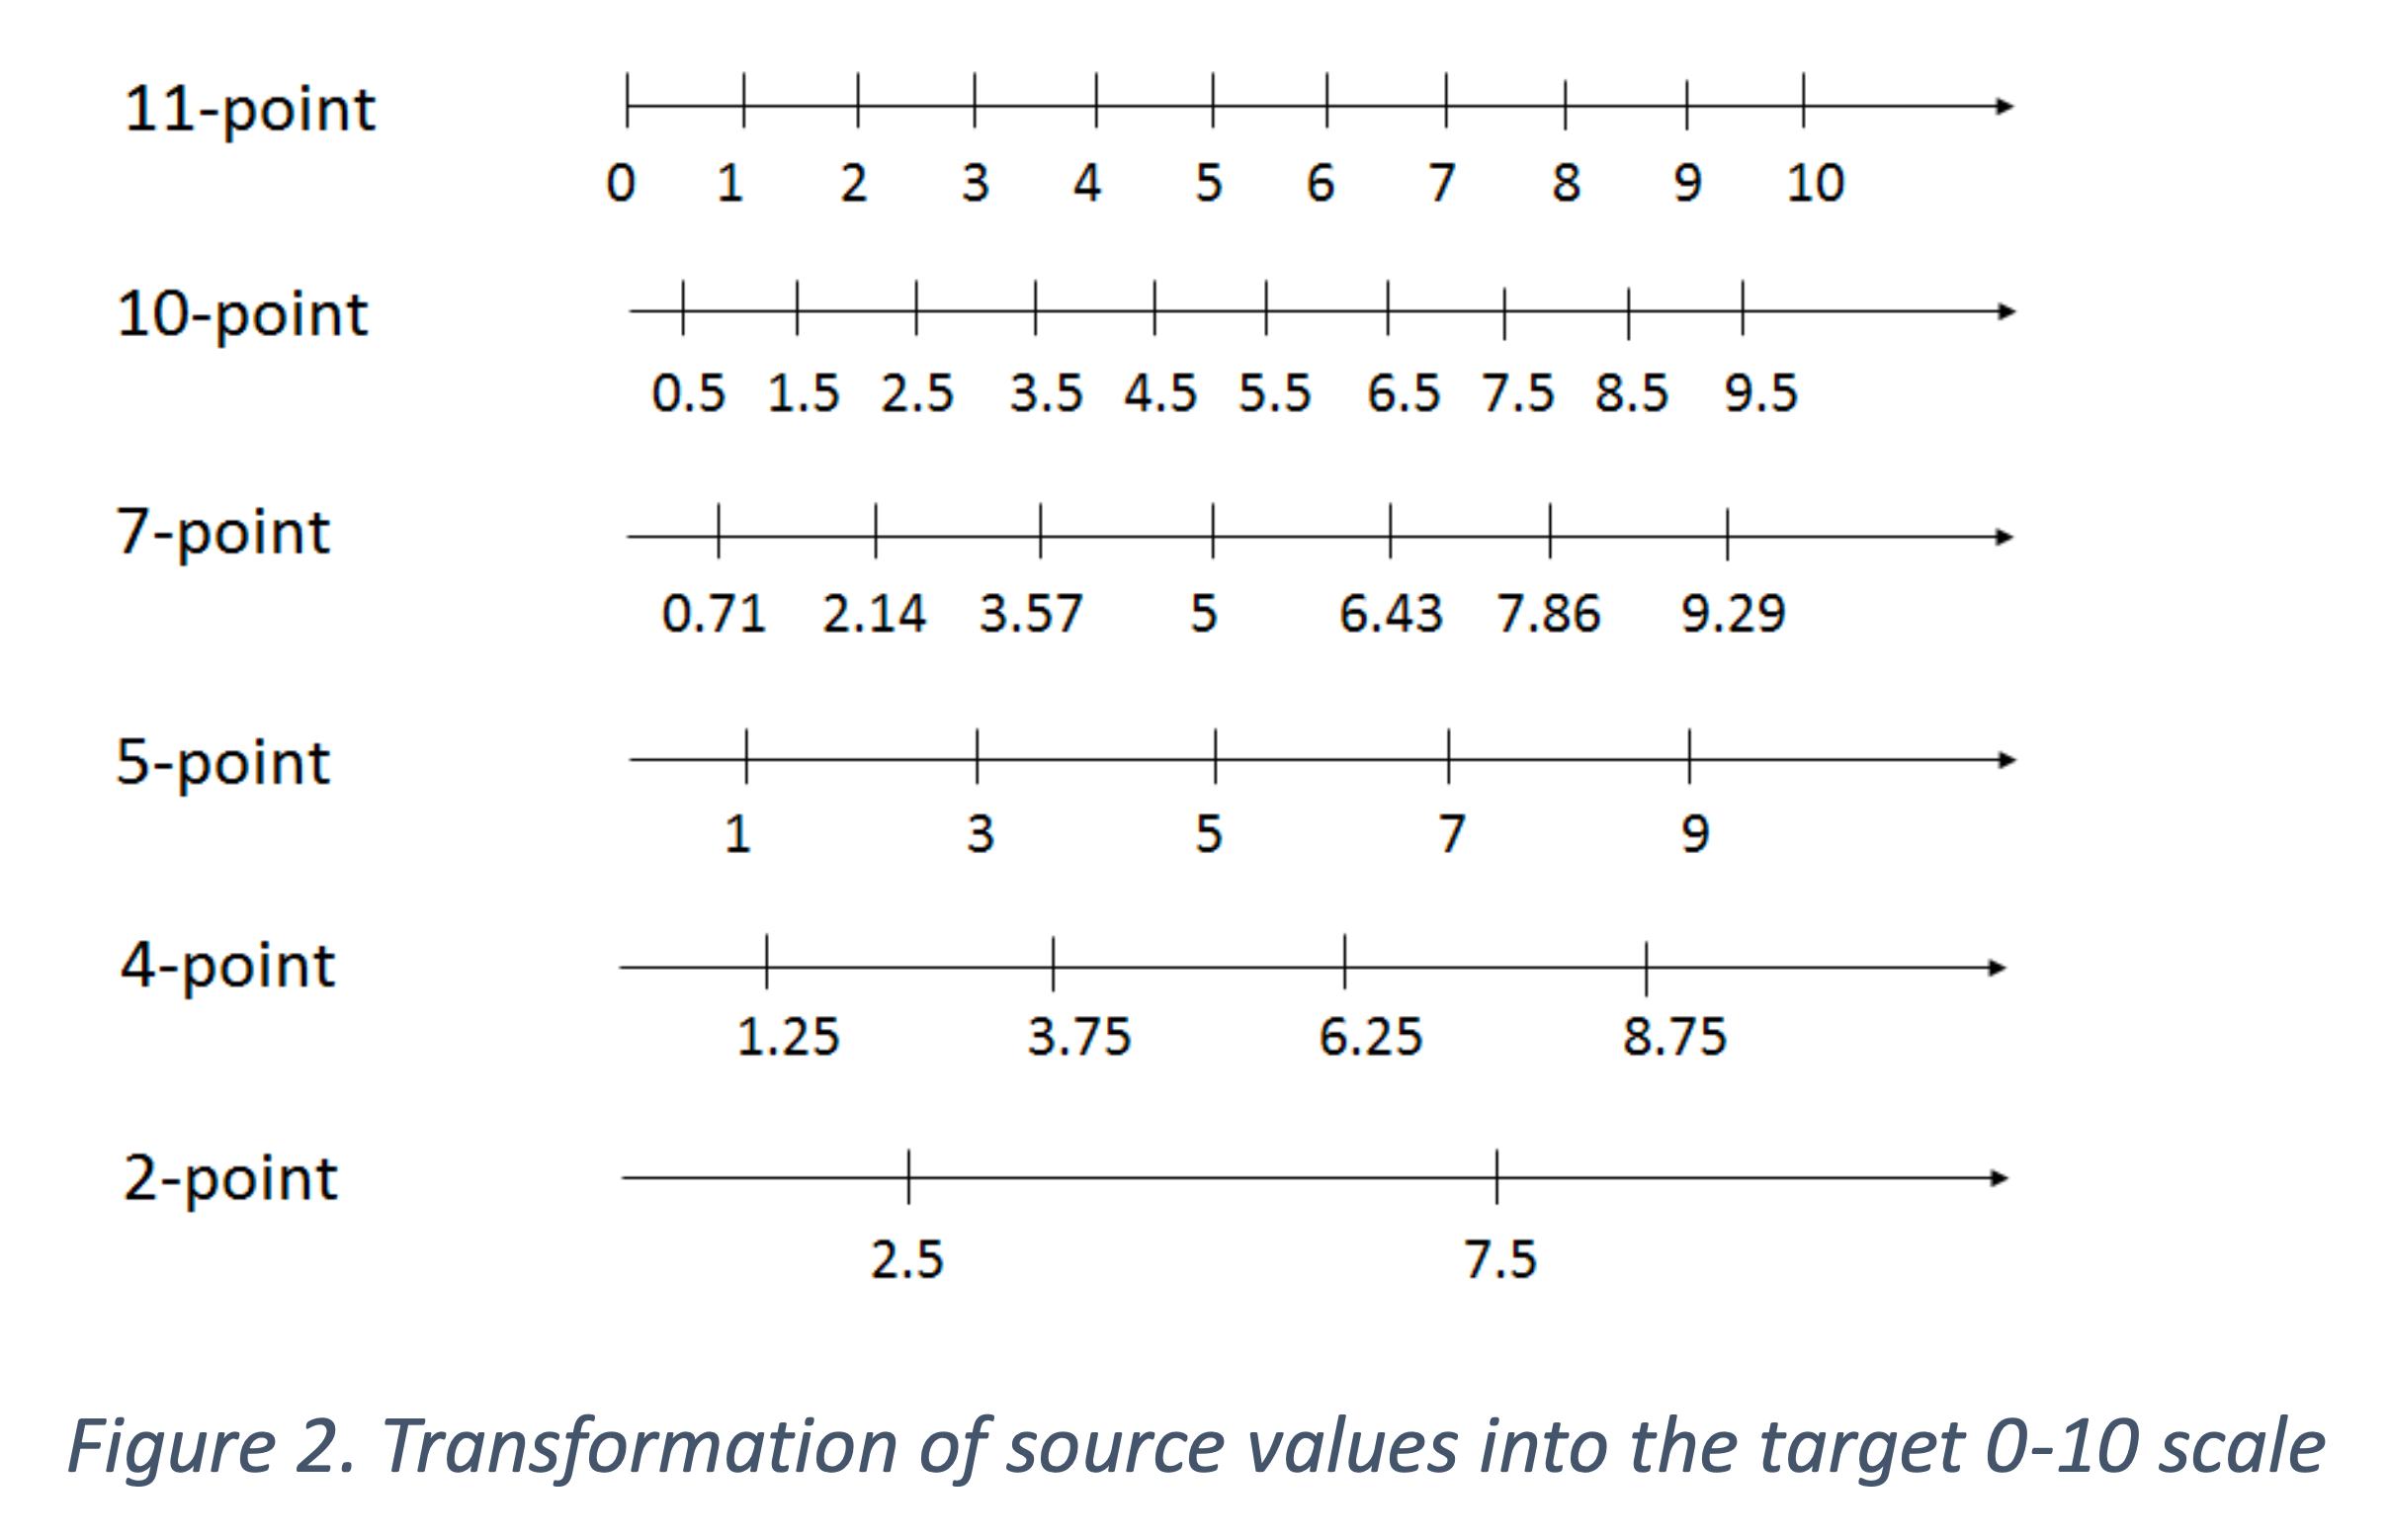 11-point
0 1 2 3 4 5 6 7 8 9 10
10-point
0.5 1.5 2.5 3.5 4.5 5.5 6.5 7.5 8.5 9.5
7-point
0.71 2.14 3.57 5 6.43 7.86 9.29
5-point
1 3 5 7 9
4-point
1.25 3.75 6.25 8.75
2-point
2.5 7.5
Figure 2. Transformation of source values into the target 0-10 scale